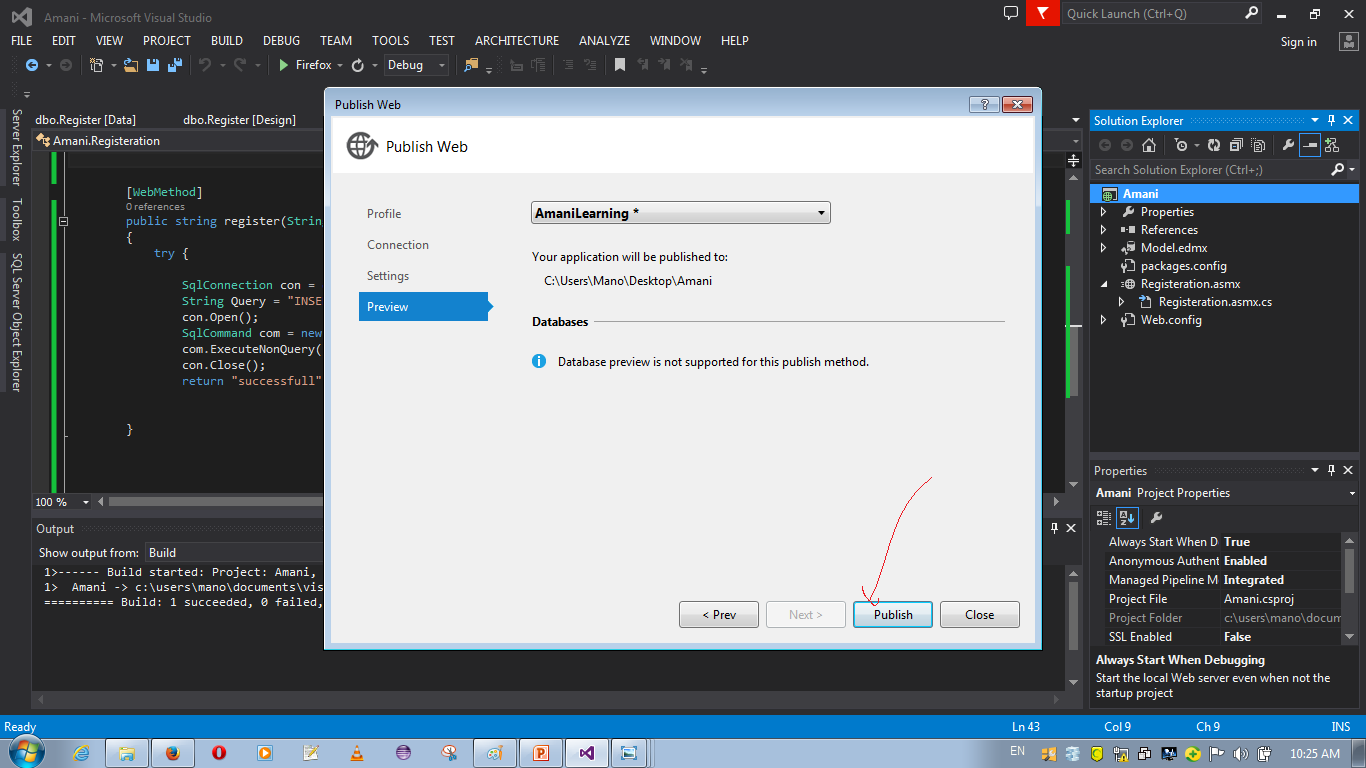 Amani - Microsoft Visual Studio
Quick Launch (Ctrl+Q)
FILE EDIT VIEW PROJECT BUILD DEBUG TEAM TOOLS TEST ARCHITECTURE ANALYZE WINDOW HELP
Sign in
Firefox
Debug
Server Explorer
Toolbox
SQL Server Object Explorer
dbo.Register [Data]
dbo.Register [Design]
Amani.Registeration
[WebMethod]
0 references
public string register(Strin
{
try {
SqlConnection con =
String Query = "INSE
con.Open();
SqlCommand com = new
com.ExecuteNonQuery(
con.Close();
return "successfull"
}
100 %
Output
Show output from: Build
1>------ Build started: Project: Amani,
1> Amani -> c:\users\mano\documents\vis
========== Build: 1 succeeded, 0 failed,
Publish Web
?
Publish Web
Profile
Connection
Settings
Preview
AmaniLearning *
Your application will be published to:
C:\Users\Mano\Desktop\Amani
Databases
Database preview is not supported for this publish method.
< Prev
Next >
Publish
Close
Solution Explorer
Search Solution Explorer (Ctrl+;)
Amani
Properties
References
Model.edmx
packages.config
Registeration.asmx
Registeration.asmx.cs
Web.config
Properties
Amani Project Properties
Always Start When D True
Anonymous Authent Enabled
Managed Pipeline M Integrated
Project File Amani.csproj
Project Folder c:\users\mano\docum
SSL Enabled False
Always Start When Debugging
Start the local Web server even when not the
startup project
Ready
Ln 43
Col 9
Ch 9
INS
EN
10:25 AM